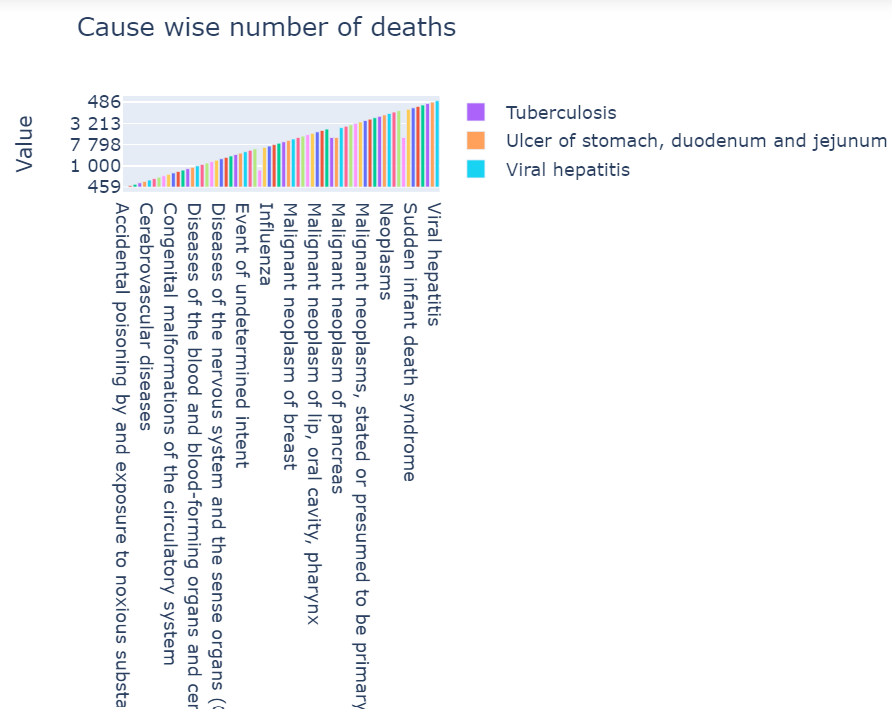 Cause wise number of deaths
Value
486
3 213
7 798
1 000
459
Tuberculosis
Ulcer of stomach, duodenum and jejunum
Viral hepatitis
Accidental poisoning by and exposure to noxious substa
Cerebrovascular diseases
Congenital malformations of the circulatory system
Diseases of the blood and blood-forming organs and cer
Diseases of the nervous system and the sense organs (
Event of undetermined intent
Influenza
Malignant neoplasm of breast
Malignant neoplasm of lip, oral cavity, pharynx
Malignant neoplasm of pancreas
Malignant neoplasms, stated or presumed to be primary
Neoplasms
Sudden infant death syndrome
Viral hepatitis